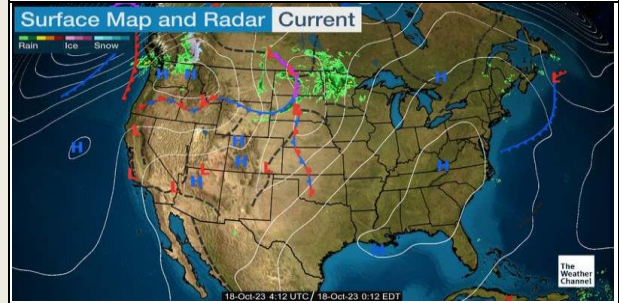 Surface Map and Radar Current
Rain Ice Snow
L
H H
H
H
L
H
H
H
L
L
H
L
L
H
L
H
The
Weather
Channel
18-Oct-23 4:12 UTC / 18-Oct-23 0:12 EDT